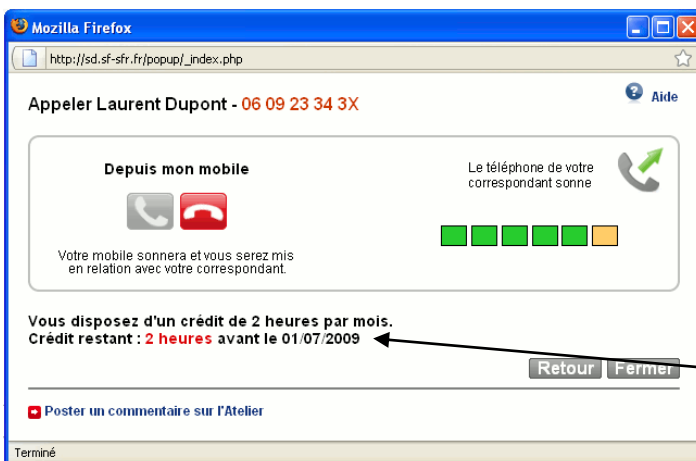 Mozilla Firefox
http://sd.sf-sfr.fr/popup/_index.php
Appeler Laurent Dupont - 06 09 23 34 3X
Aide
Depuis mon mobile
Le téléphone de votre
correspondant sonne
Votre mobile sonnera et vous serez mis
en relation avec votre correspondant.
Vous disposez d'un crédit de 2 heures par mois.
Crédit restant : 2 heures avant le 01/07/2009
Retour Fermer
Poster un commentaire sur l'Atelier
Terminé